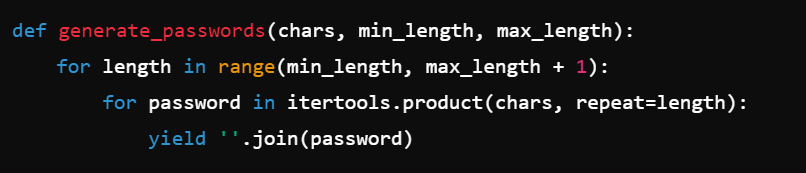 def generate_passwords(chars, min_length, max_length):
    for length in range(min_length, max_length + 1):
        for password in itertools.product(chars, repeat=length):
            yield ''.join(password)